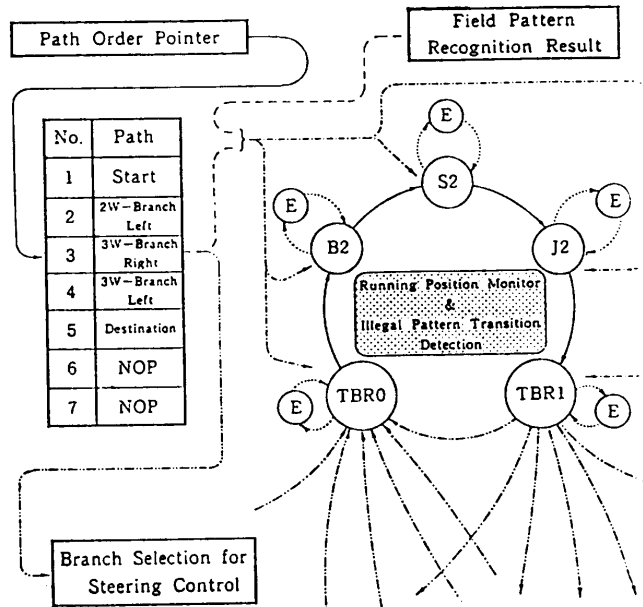 Path Order Pointer
Field Pattern
Recognition Result
No. Path
1 Start
2 2W-Branch
Left
3 3W-Branch
Right
4 3W-Branch
Left
5 Destination
6 NOP
7 NOP
E
S2
E
B2
E
J2
Running Position Monitor
&
Illegal Pattern Transition
Detection
E
TBR0
TBR1
E
Branch Selection for
Steering Control